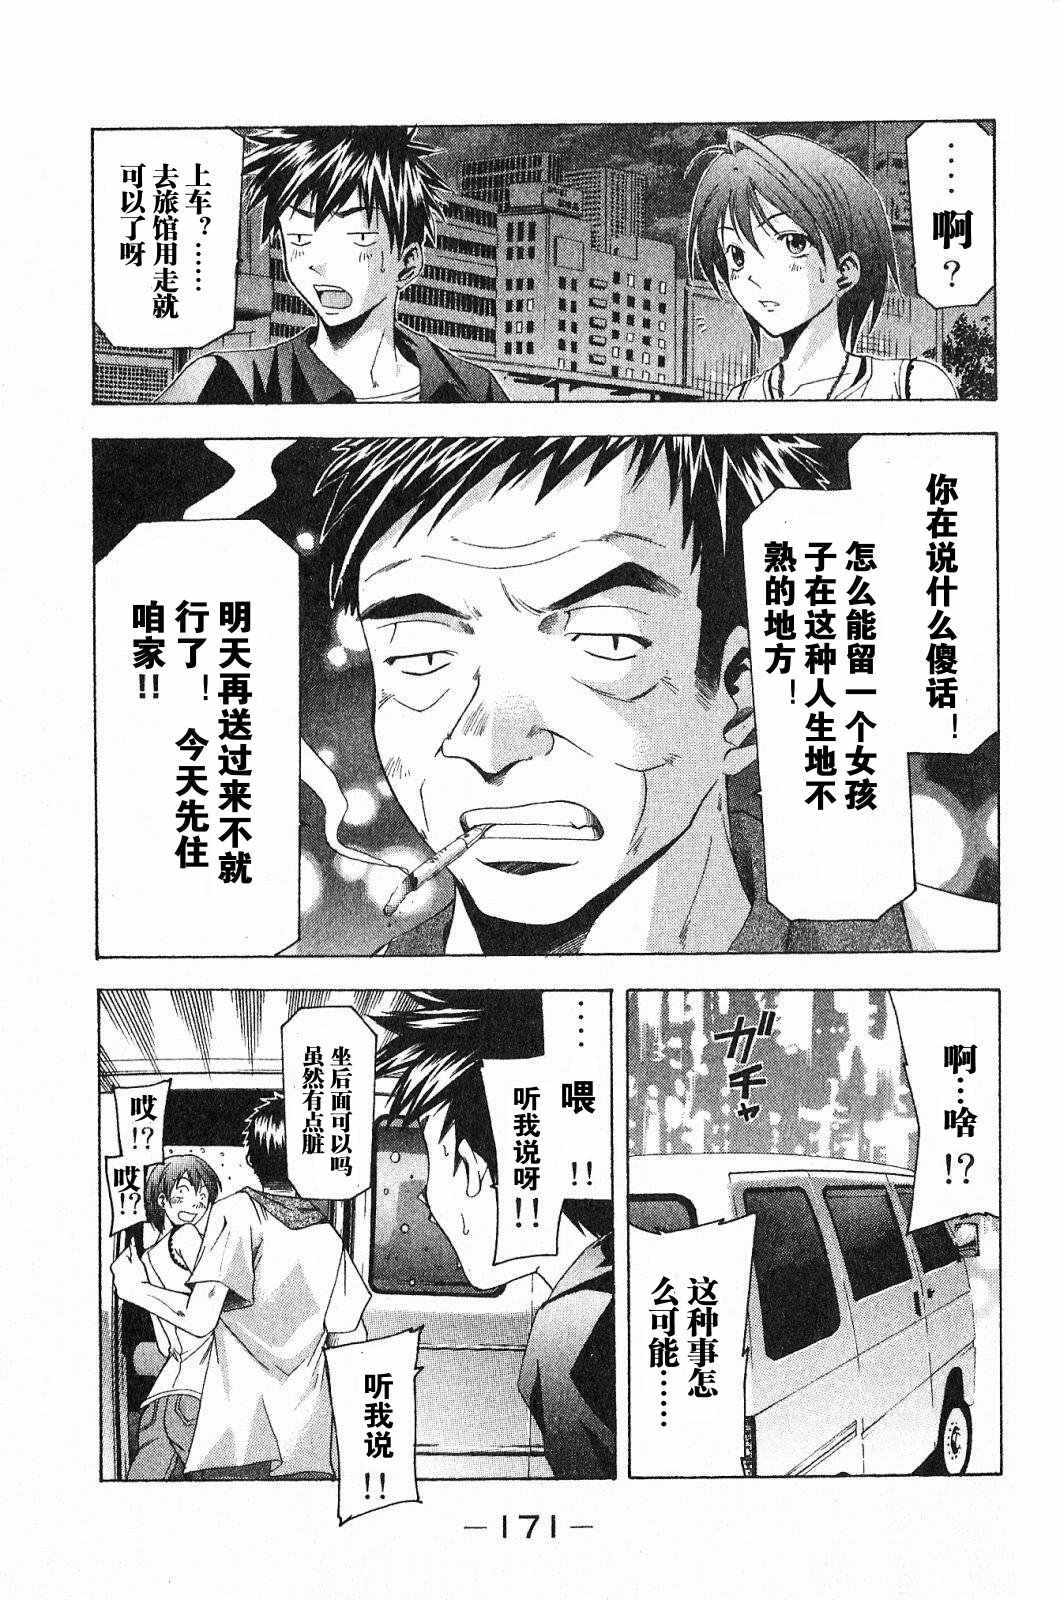 ……
啊？
上车？……
去旅馆用走就
可以了呀
你在说什么傻话！
怎么能留一个女孩
子在这种人生地不
熟的地方！
明天再送过来不就
行了！今天先住
咱家!!
啊…啥!?
ガチャ
这种事怎
么可能……
……
喂!!
听我说呀!!
坐后面可以吗
虽然有点脏
哎!?
哎!?
听我说!!
—171—